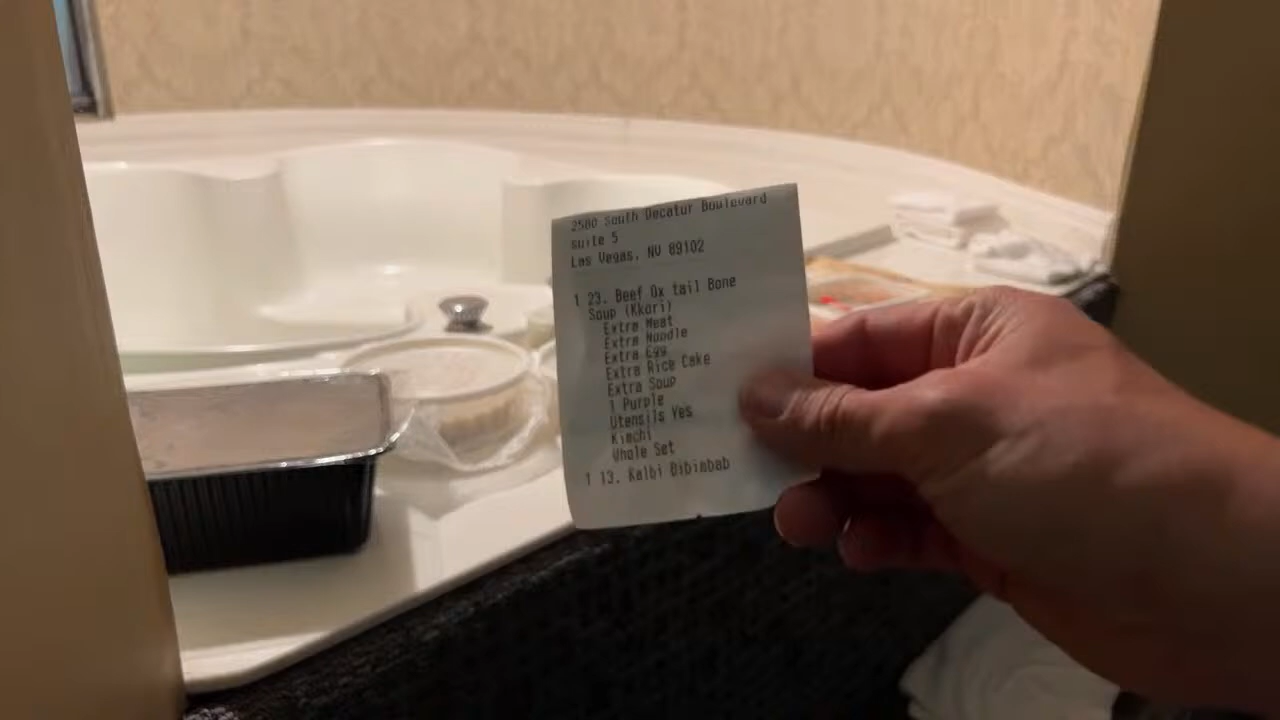 2580 South Decatur Boulevard
suite 5
Las Vegas, NV 89102
1 23. Beef Ox tail Bone
Soup (Kkori)
Extra Meat
Extra Noodle
Extra Egg
Extra Rice Cake
Extra Soup
1 Purple
Utensils Yes
Kimchi
Whole Set
1 13. Kalbi Bibimbab